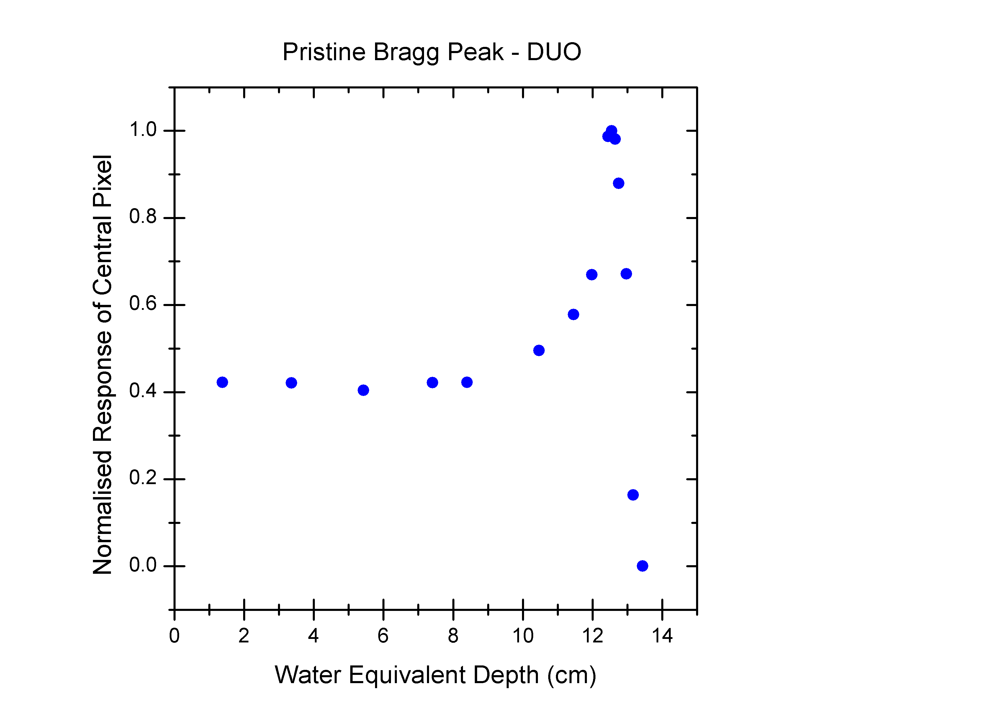 Pristine Bragg Peak - DUO
Normalised Response of Central Pixel
1.0
0.8
0.6
0.4
0.2
0.0
0 2 4 6 8 10 12 14
Water Equivalent Depth (cm)